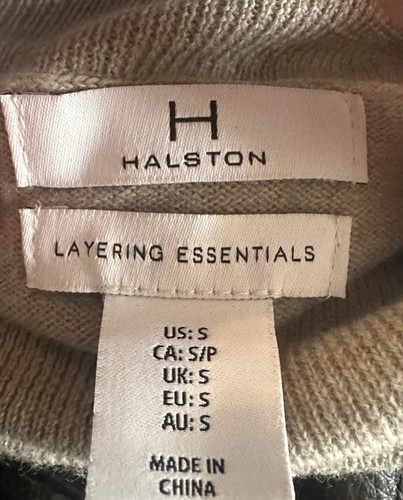 H
HALSTON
LAYERING ESSENTIALS
US: S
CA: S/P
UK: S
EU: S
AU: S
MADE IN
CHINA